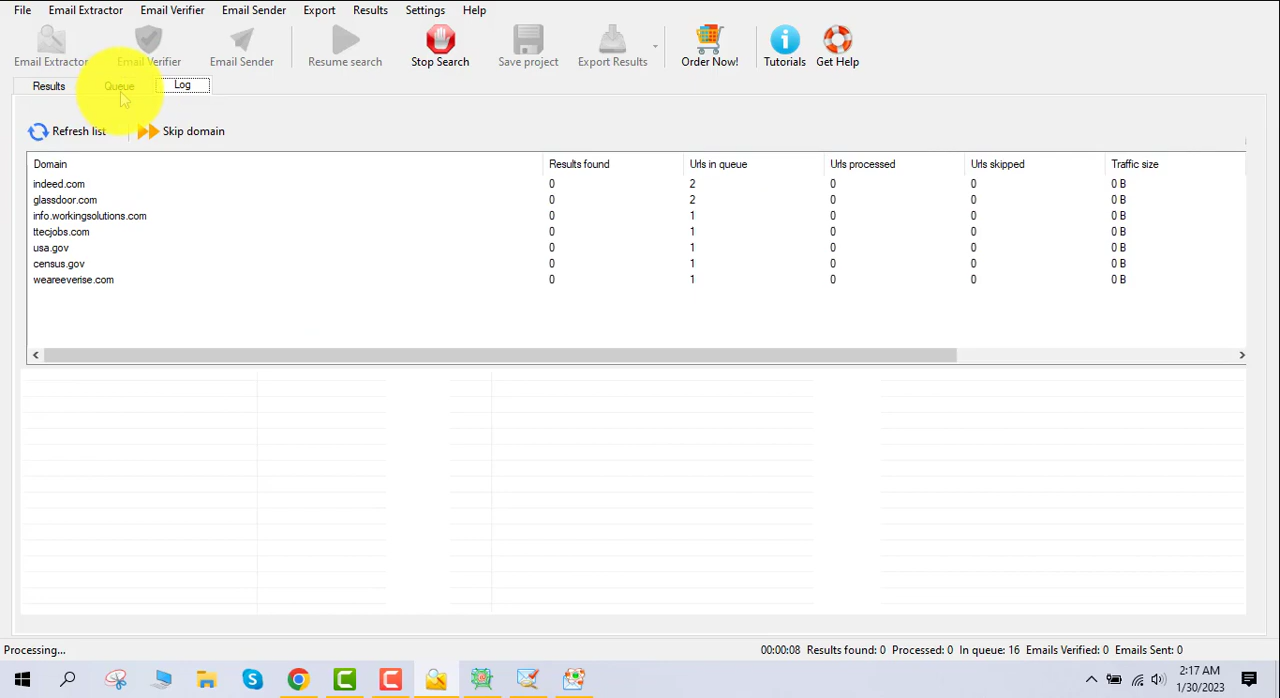 File Email Extractor Email Verifier Email Sender Export Results Settings Help
Email Extractor Email Verifier Email Sender Resume search Stop Search Save project Export Results Order Now! Tutorials Get Help
Results Queue Log
Refresh list Skip domain
Domain Results found Urls in queue Urls processed Urls skipped Traffic size
indeed.com 0 2 0 0 0 B
glassdoor.com 0 2 0 0 0 B
info.workingsolutions.com 0 1 0 0 0 B
ttecjobs.com 0 1 0 0 0 B
usa.gov 0 1 0 0 0 B
census.gov 0 1 0 0 0 B
weareeverise.com 0 1 0 0 0 B
Processing... 00:00:08 Results found: 0 Processed: 0 In queue: 16 Emails Verified: 0 Emails Sent: 0
2:17 AM
1/30/2023